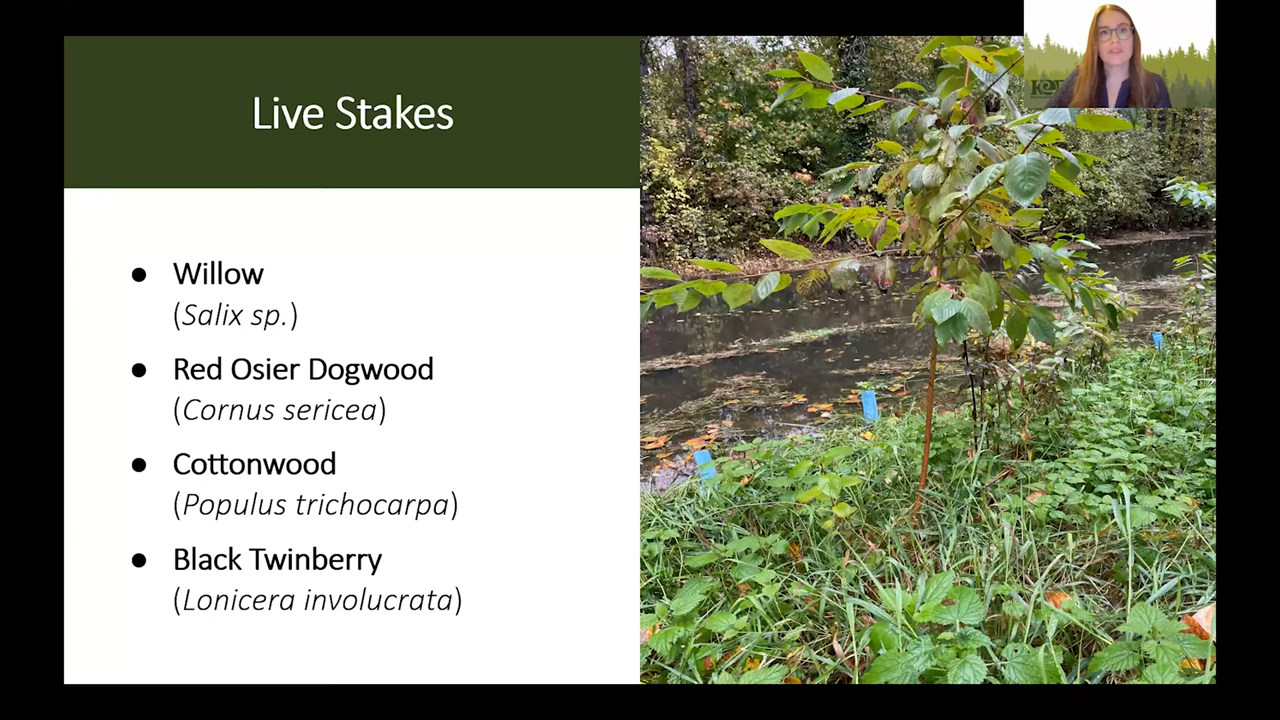 Live Stakes
● Willow
(Salix sp.)
● Red Osier Dogwood
(Cornus sericea)
● Cottonwood
(Populus trichocarpa)
● Black Twinberry
(Lonicera involucrata)